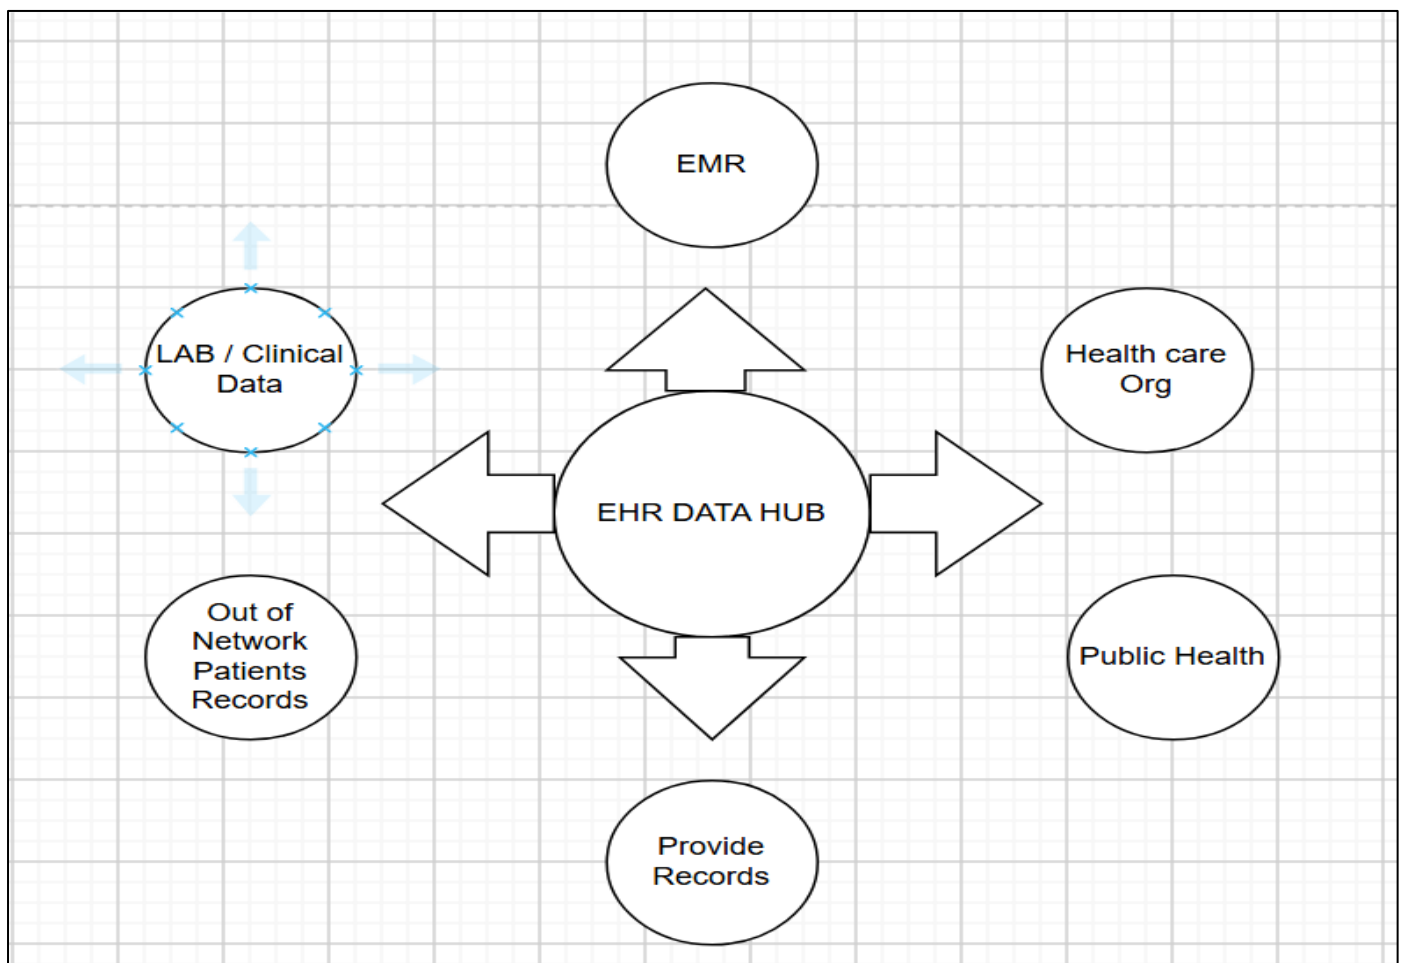 EMR
LAB / Clinical
Data
Health care
Org
EHR DATA HUB
Out of
Network
Patients
Records
Public Health
Provide
Records